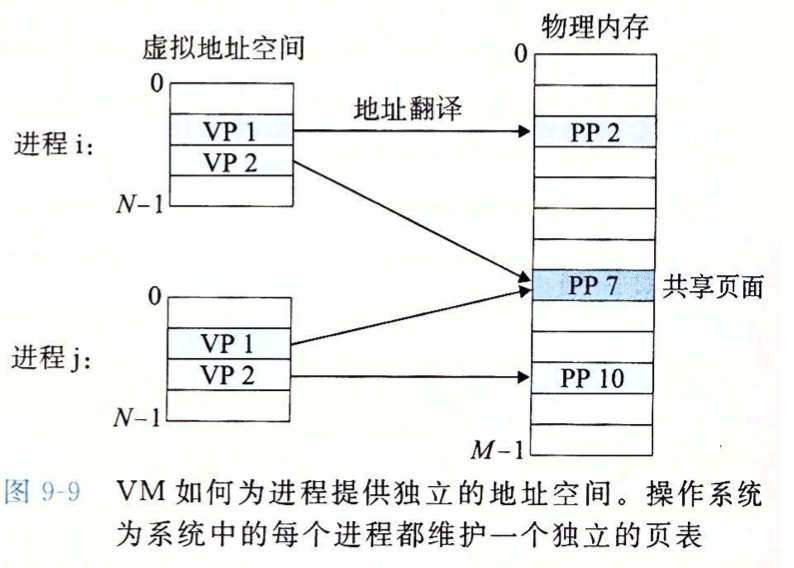 虚拟地址空间
物理内存
0
0
地址翻译
进程i:
VP 1
PP 2
VP 2
N-1
PP 7
共享页面
0
进程j:
VP 1
VP 2
PP 10
N-1
M-1
图 9-9 VM 如何为进程提供独立的地址空间。操作系统
为系统中的每个进程都维护一个独立的页表